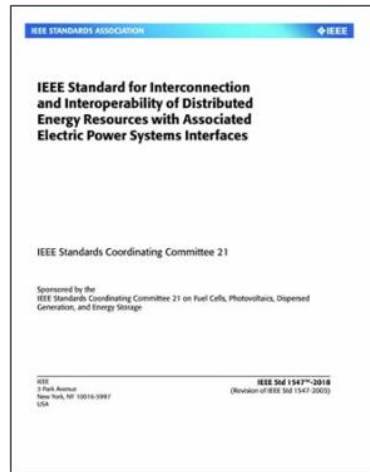 IEEE STANDARDS ASSOCIATION
IEEE
IEEE Standard for Interconnection
and Interoperability of Distributed
Energy Resources with Associated
Electric Power Systems Interfaces
IEEE Standards Coordinating Committee 21
Sponsored by the
IEEE Standards Coordinating Committee 21 on Fuel Cells, Photovoltaics, Dispersed
Generation, and Energy Storage
IEEE
3 Park Avenue
New York, NY 10016-5997
USA
IEEE Std 1547™-2018
(Revision of IEEE Std 1547-2003)